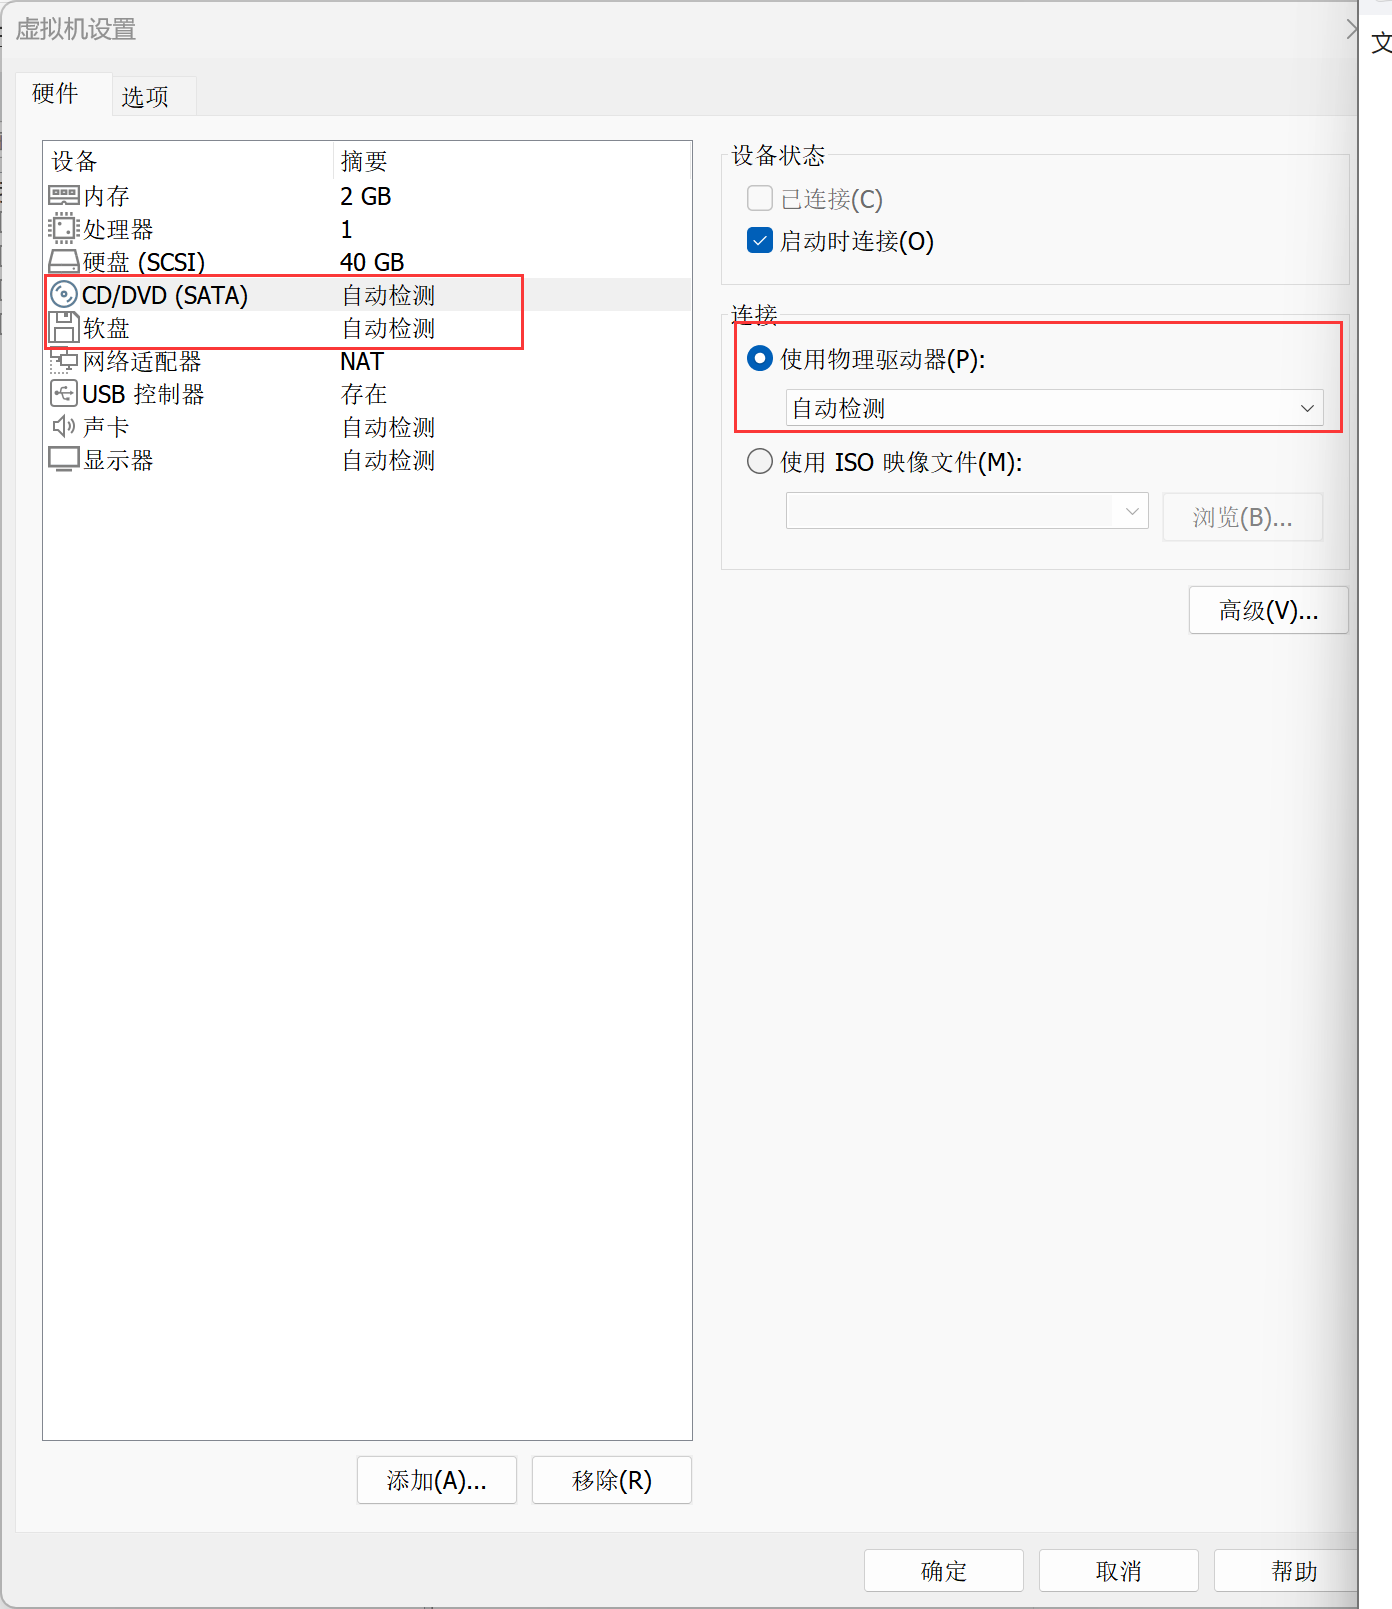 虚拟机设置
文
硬件
选项
设备 摘要
内存 2 GB
处理器 1
硬盘 (SCSI) 40 GB
CD/DVD (SATA) 自动检测
软盘 自动检测
网络适配器 NAT
USB 控制器 存在
声卡 自动检测
显示器 自动检测
添加(A)...
移除(R)
设备状态
已连接(C)
启动时连接(O)
连接
使用物理驱动器(P):
自动检测
使用 ISO 映像文件(M):
浏览(B)...
高级(V)...
确定
取消
帮助